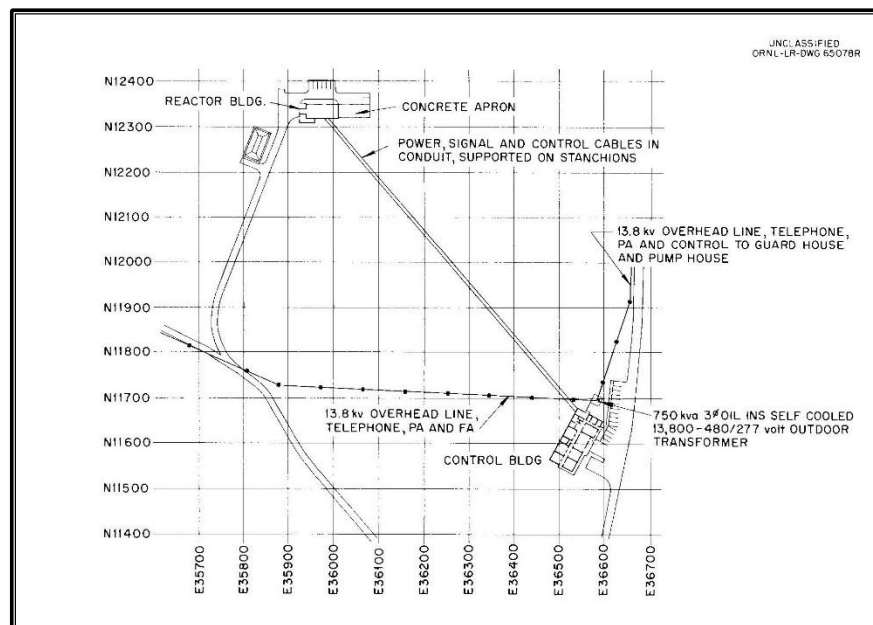 UNCLASSIFIED
ORNL-LR-DWG 65078R
N12400
REACTOR BLDG.
CONCRETE APRON
N12300
POWER, SIGNAL AND CONTROL CABLES IN
CONDUIT, SUPPORTED ON STANCHIONS
N12200
N12100
13.8 kv OVERHEAD LINE, TELEPHONE,
PA AND CONTROL TO GUARD HOUSE
AND PUMP HOUSE
N12000
N11900
N11800
N11700
13.8 kv OVERHEAD LINE,
TELEPHONE, PA AND FA
750 kva 3ø OIL INS SELF COOLED
13,800-480/277 volt OUTDOOR
TRANSFORMER
N11600
CONTROL BLDG
N11500
N11400
E35700
E35800
E35900
E36000
E36100
E36200
E36300
E36400
E36500
E36600
E36700